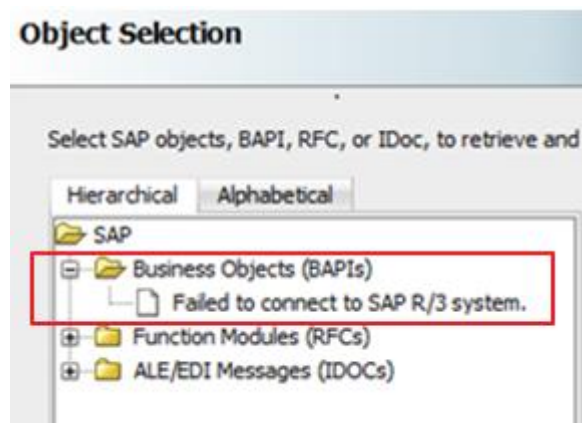 Object Selection
Select SAP objects, BAPI, RFC, or IDoc, to retrieve and
Hierarchical Alphabetical
SAP
Business Objects (BAPIs)
Failed to connect to SAP R/3 system.
Function Modules (RFCs)
ALE/EDI Messages (IDOCs)